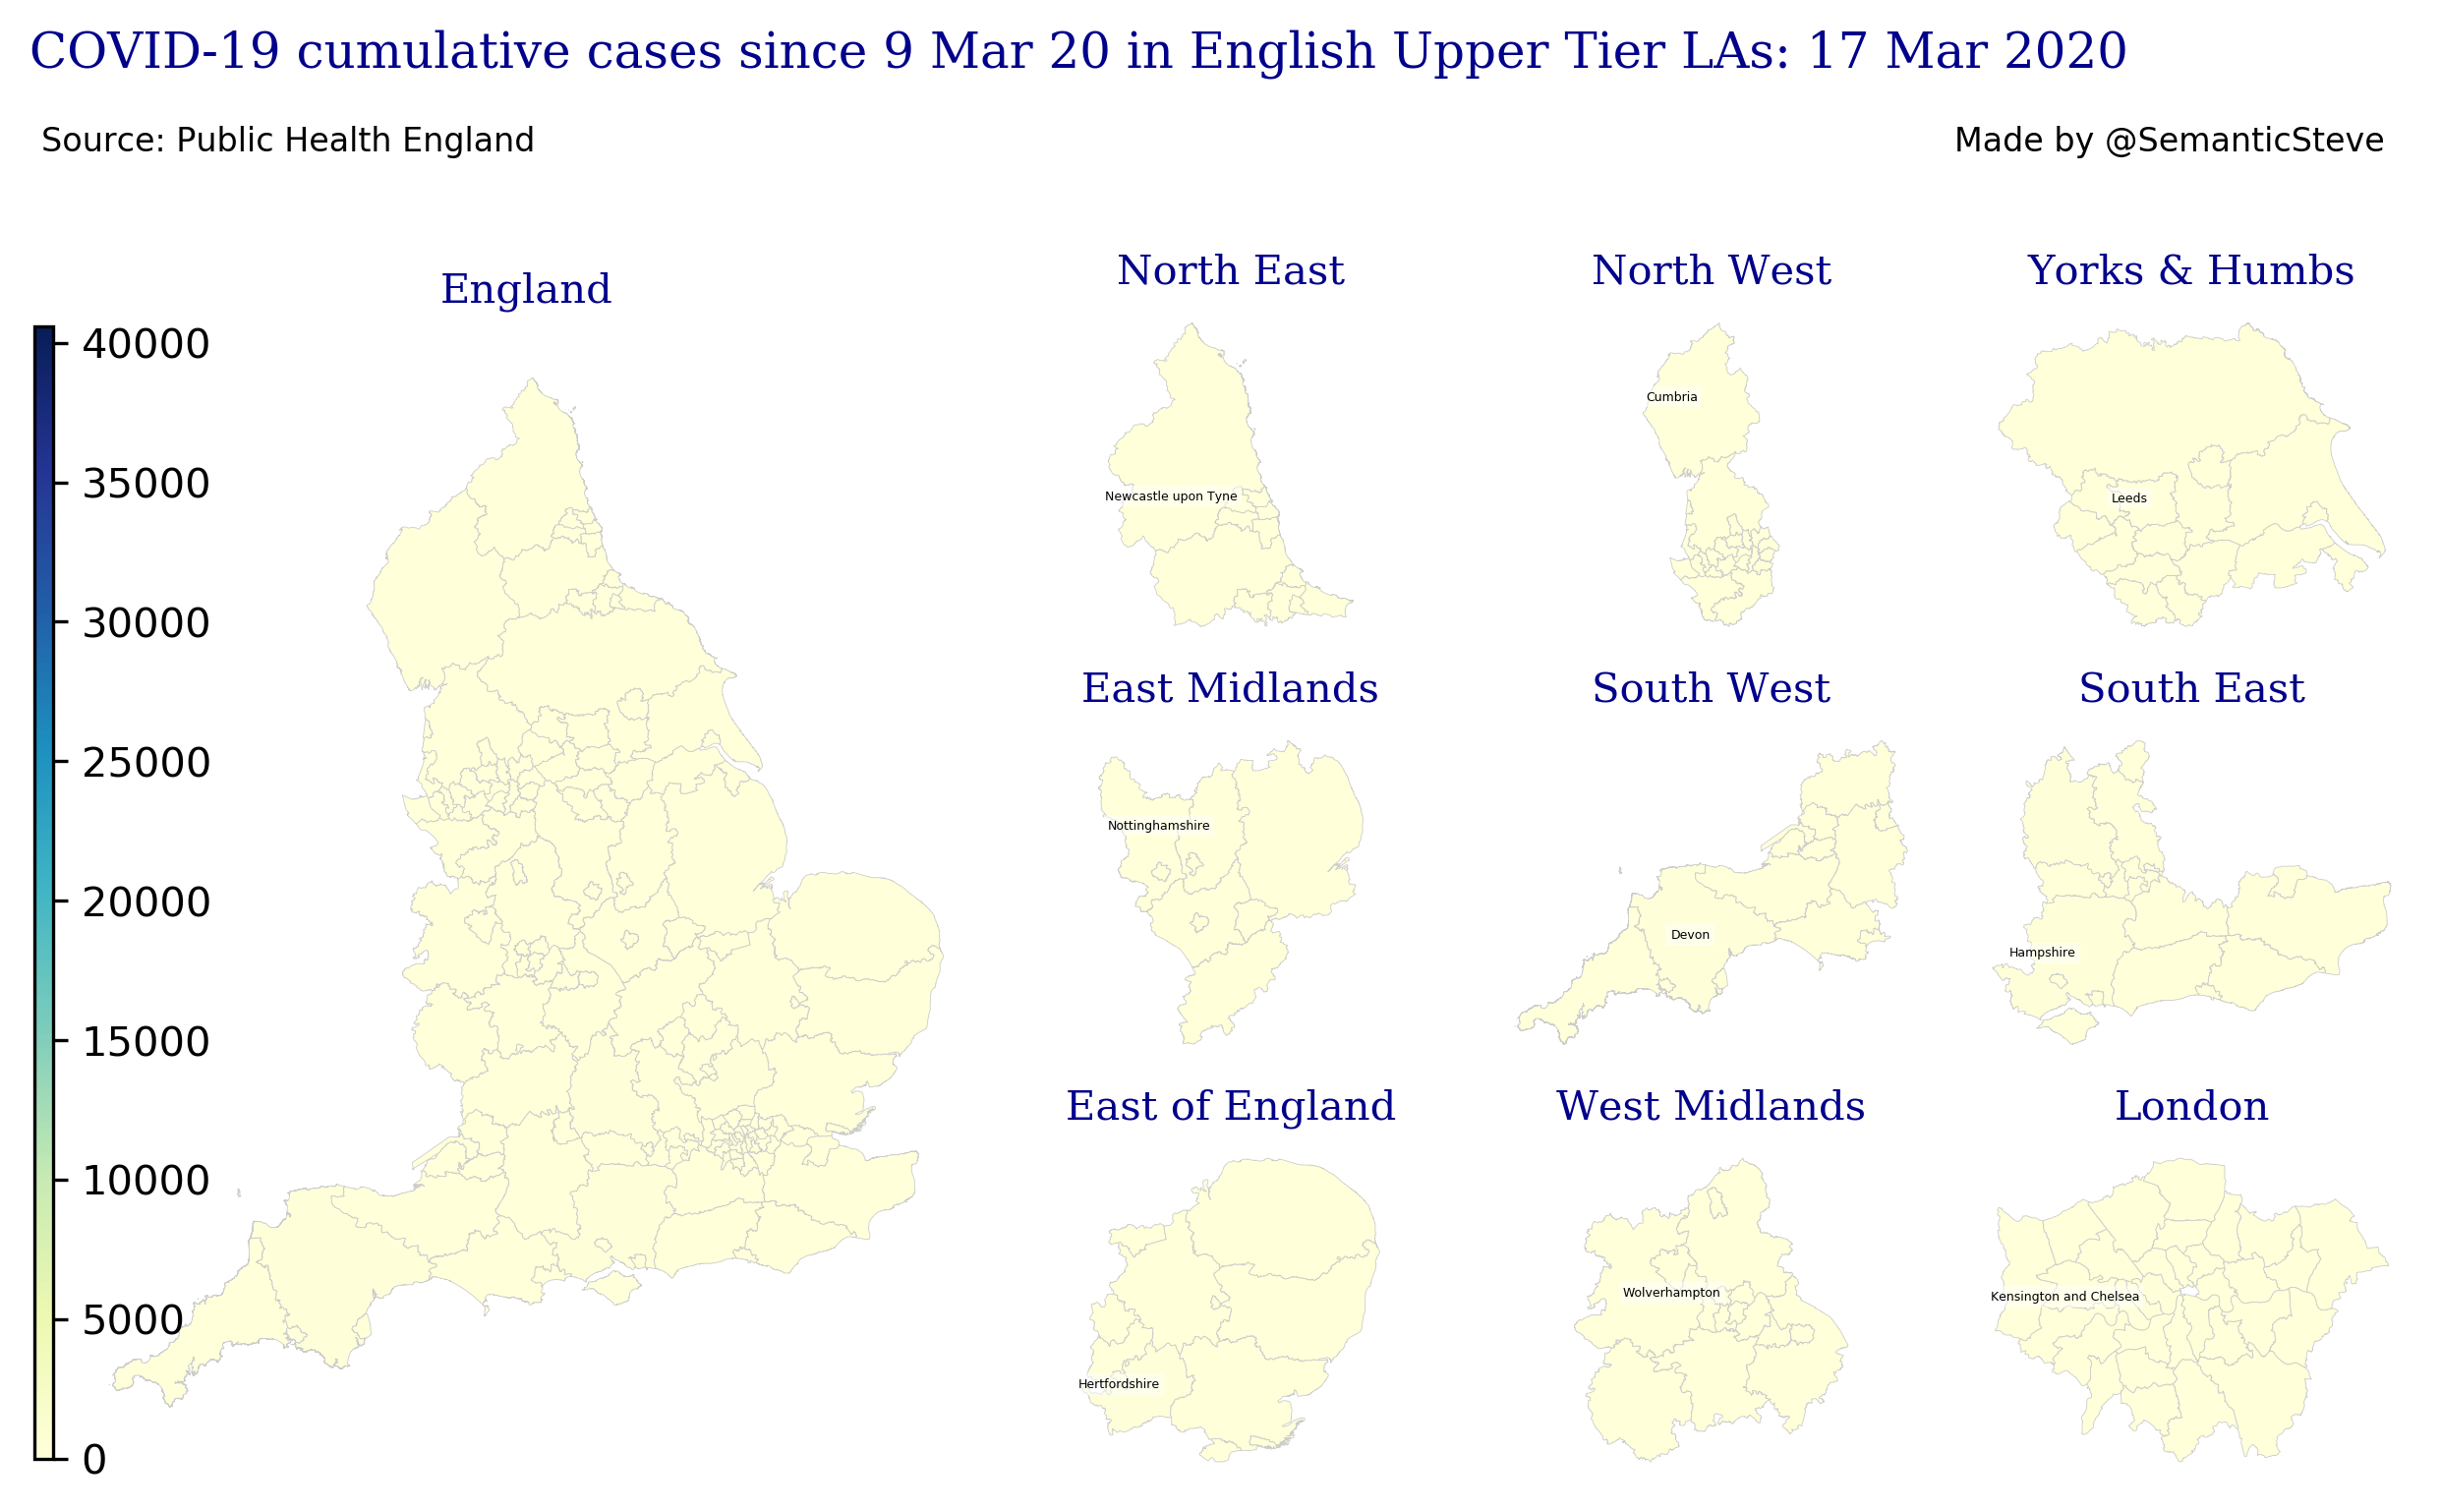 COVID-19 cumulative cases since 9 Mar 20 in English Upper Tier LAs: 17 Mar 2020
Source: Public Health England
Made by @SemanticSteve
England
40000
35000
30000
25000
20000
15000
10000
5000
0
North East
Newcastle upon Tyne
North West
Cumbria
Yorks & Humbs
Leeds
East Midlands
Nottinghamshire
South West
Devon
South East
Hampshire
East of England
Hertfordshire
West Midlands
Wolverhampton
London
Kensington and Chelsea